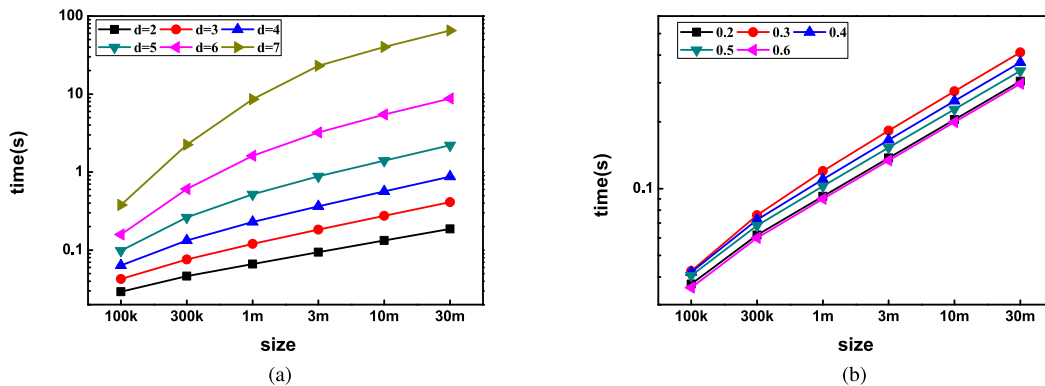 100
10
1
0.1
time(s)
d=2 d=3 d=4
d=5 d=6 d=7
100k 300k 1m 3m 10m 30m
size
(a)
0.1
time(s)
0.2 0.3 0.4
0.5 0.6
100k 300k 1m 3m 10m 30m
size
(b)